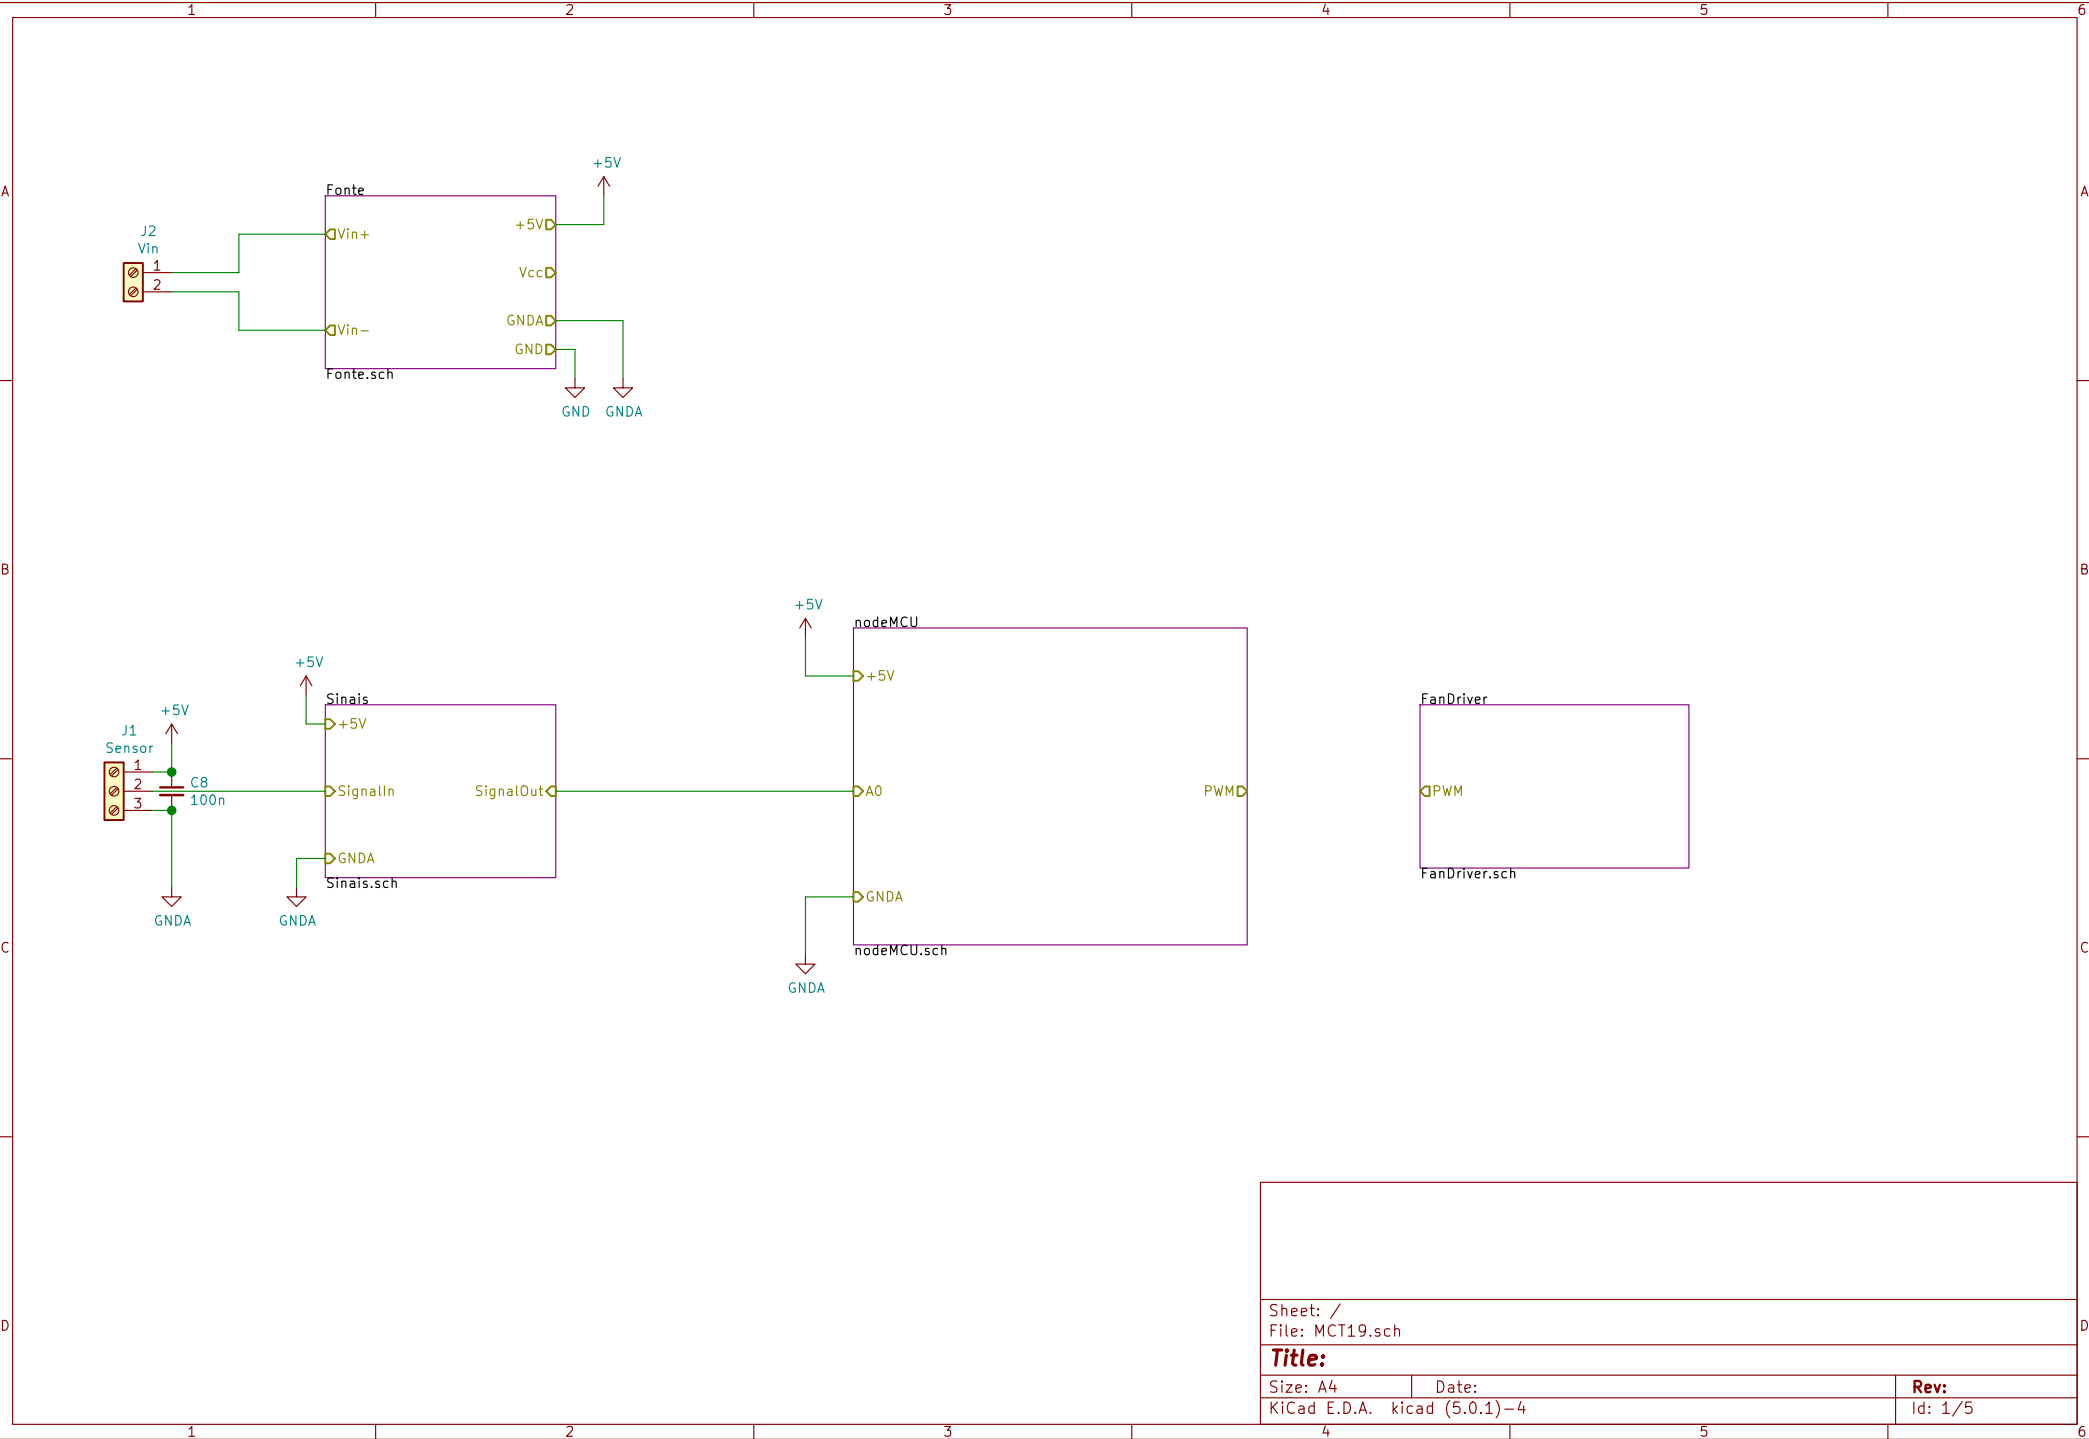 1 2 3 4 5 6
A A
+5V
Fonte
J2
Vin
1
2
Vin+
Vin-
+5V
Vcc
GNDA
GND
Fonte.sch
GND GNDA
B B
+5V
nodeMCU
+5V
+5V
Sinais
+5V
+5V
J1
Sensor
1
2
3
C8
100n
SignalIn
SignalOut
GNDA
Sinais.sch
GNDA
GNDA
A0
PWM
GNDA
nodeMCU.sch
GNDA
FanDriver
PWM
FanDriver.sch
C C
Sheet: /
File: MCT19.sch
D D
Title:
Size: A4 Date: Rev:
KiCad E.D.A. kicad (5.0.1)-4 Id: 1/5
1 2 3 4 5 6